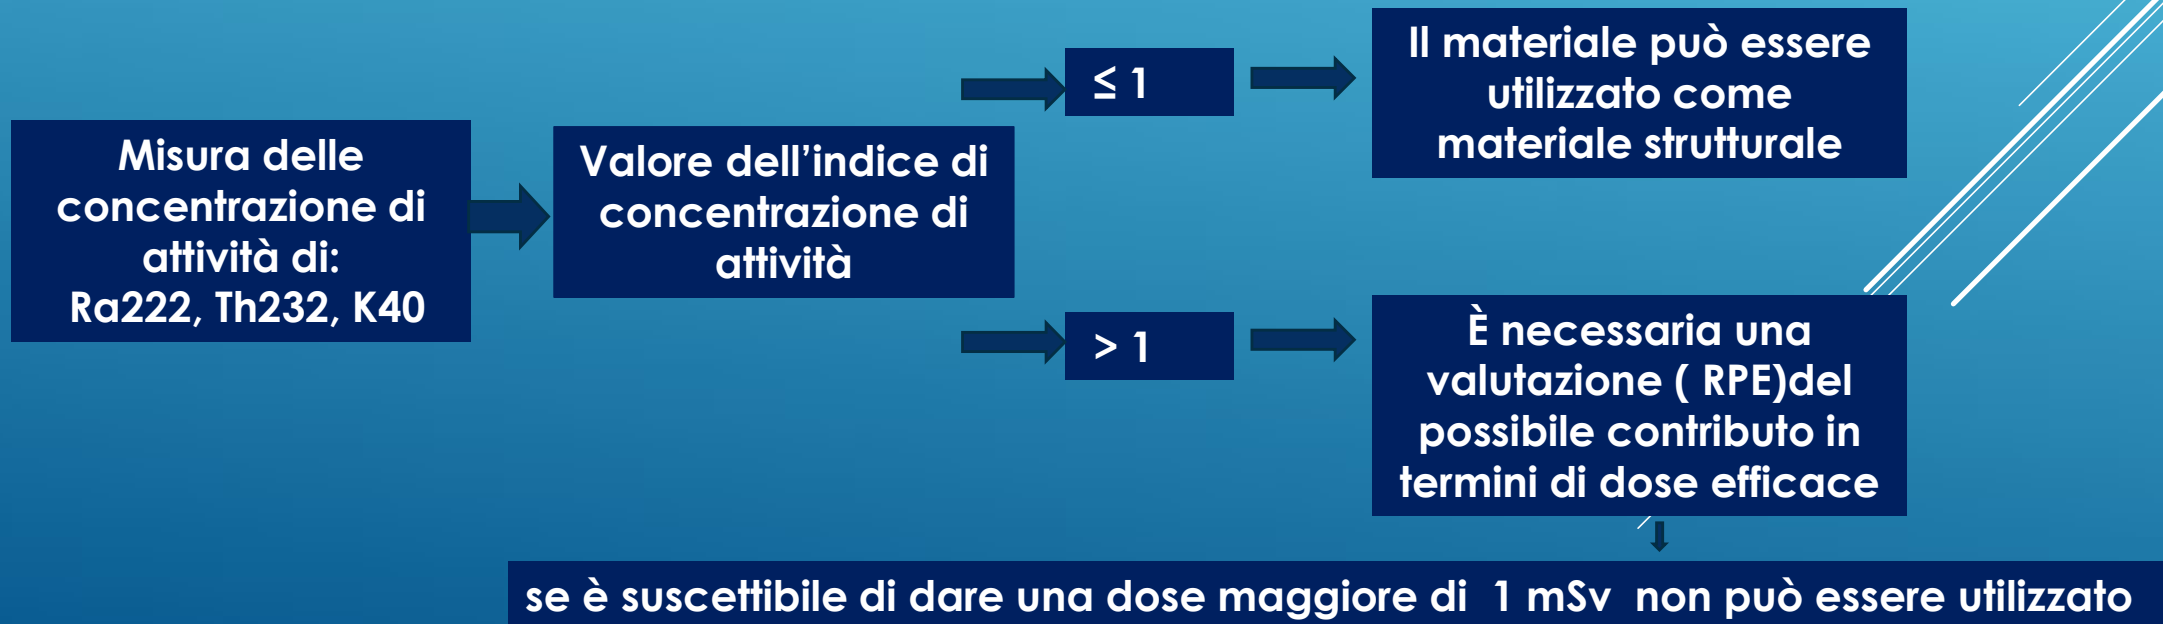 Misura delle
concentrazione di
attività di:
Ra222, Th232, K40
Valore dell'indice di
concentrazione di
attività
≤ 1
Il materiale può essere
utilizzato come
materiale strutturale
> 1
È necessaria una
valutazione ( RPE)del
possibile contributo in
termini di dose efficace
se è suscettibile di dare una dose maggiore di 1 mSv non può essere utilizzato